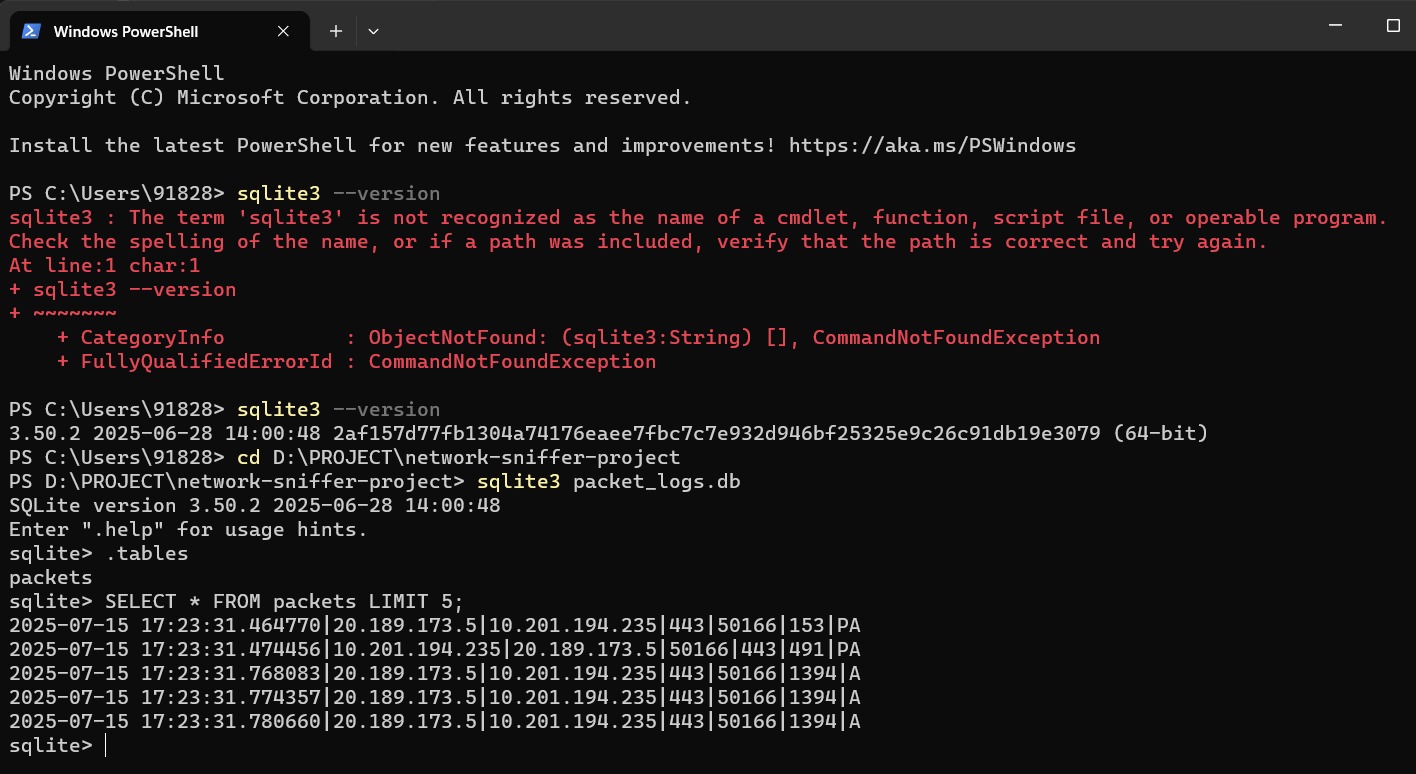 Windows PowerShell
Windows PowerShell
Copyright (C) Microsoft Corporation. All rights reserved.
Install the latest PowerShell for new features and improvements! https://aka.ms/PSWindows
PS C:\Users\91828> sqlite3 --version
sqlite3 : The term 'sqlite3' is not recognized as the name of a cmdlet, function, script file, or operable program.
Check the spelling of the name, or if a path was included, verify that the path is correct and try again.
At line:1 char:1
+ sqlite3 --version
+ ~~~~~~~
    + CategoryInfo          : ObjectNotFound: (sqlite3:String) [], CommandNotFoundException
    + FullyQualifiedErrorId : CommandNotFoundException
PS C:\Users\91828> sqlite3 --version
3.50.2 2025-06-28 14:00:48 2af157d77fb1304a74176eaee7fbc7c7e932d946bf25325e9c26c91db19e3079 (64-bit)
PS C:\Users\91828> cd D:\PROJECT\network-sniffer-project
PS D:\PROJECT\network-sniffer-project> sqlite3 packet_logs.db
SQLite version 3.50.2 2025-06-28 14:00:48
Enter ".help" for usage hints.
sqlite> .tables
packets
sqlite> SELECT * FROM packets LIMIT 5;
2025-07-15 17:23:31.464770|20.189.173.5|10.201.194.235|443|50166|153|PA
2025-07-15 17:23:31.474456|10.201.194.235|20.189.173.5|50166|443|491|PA
2025-07-15 17:23:31.768083|20.189.173.5|10.201.194.235|443|50166|1394|A
2025-07-15 17:23:31.774357|20.189.173.5|10.201.194.235|443|50166|1394|A
2025-07-15 17:23:31.780660|20.189.173.5|10.201.194.235|443|50166|1394|A
sqlite>